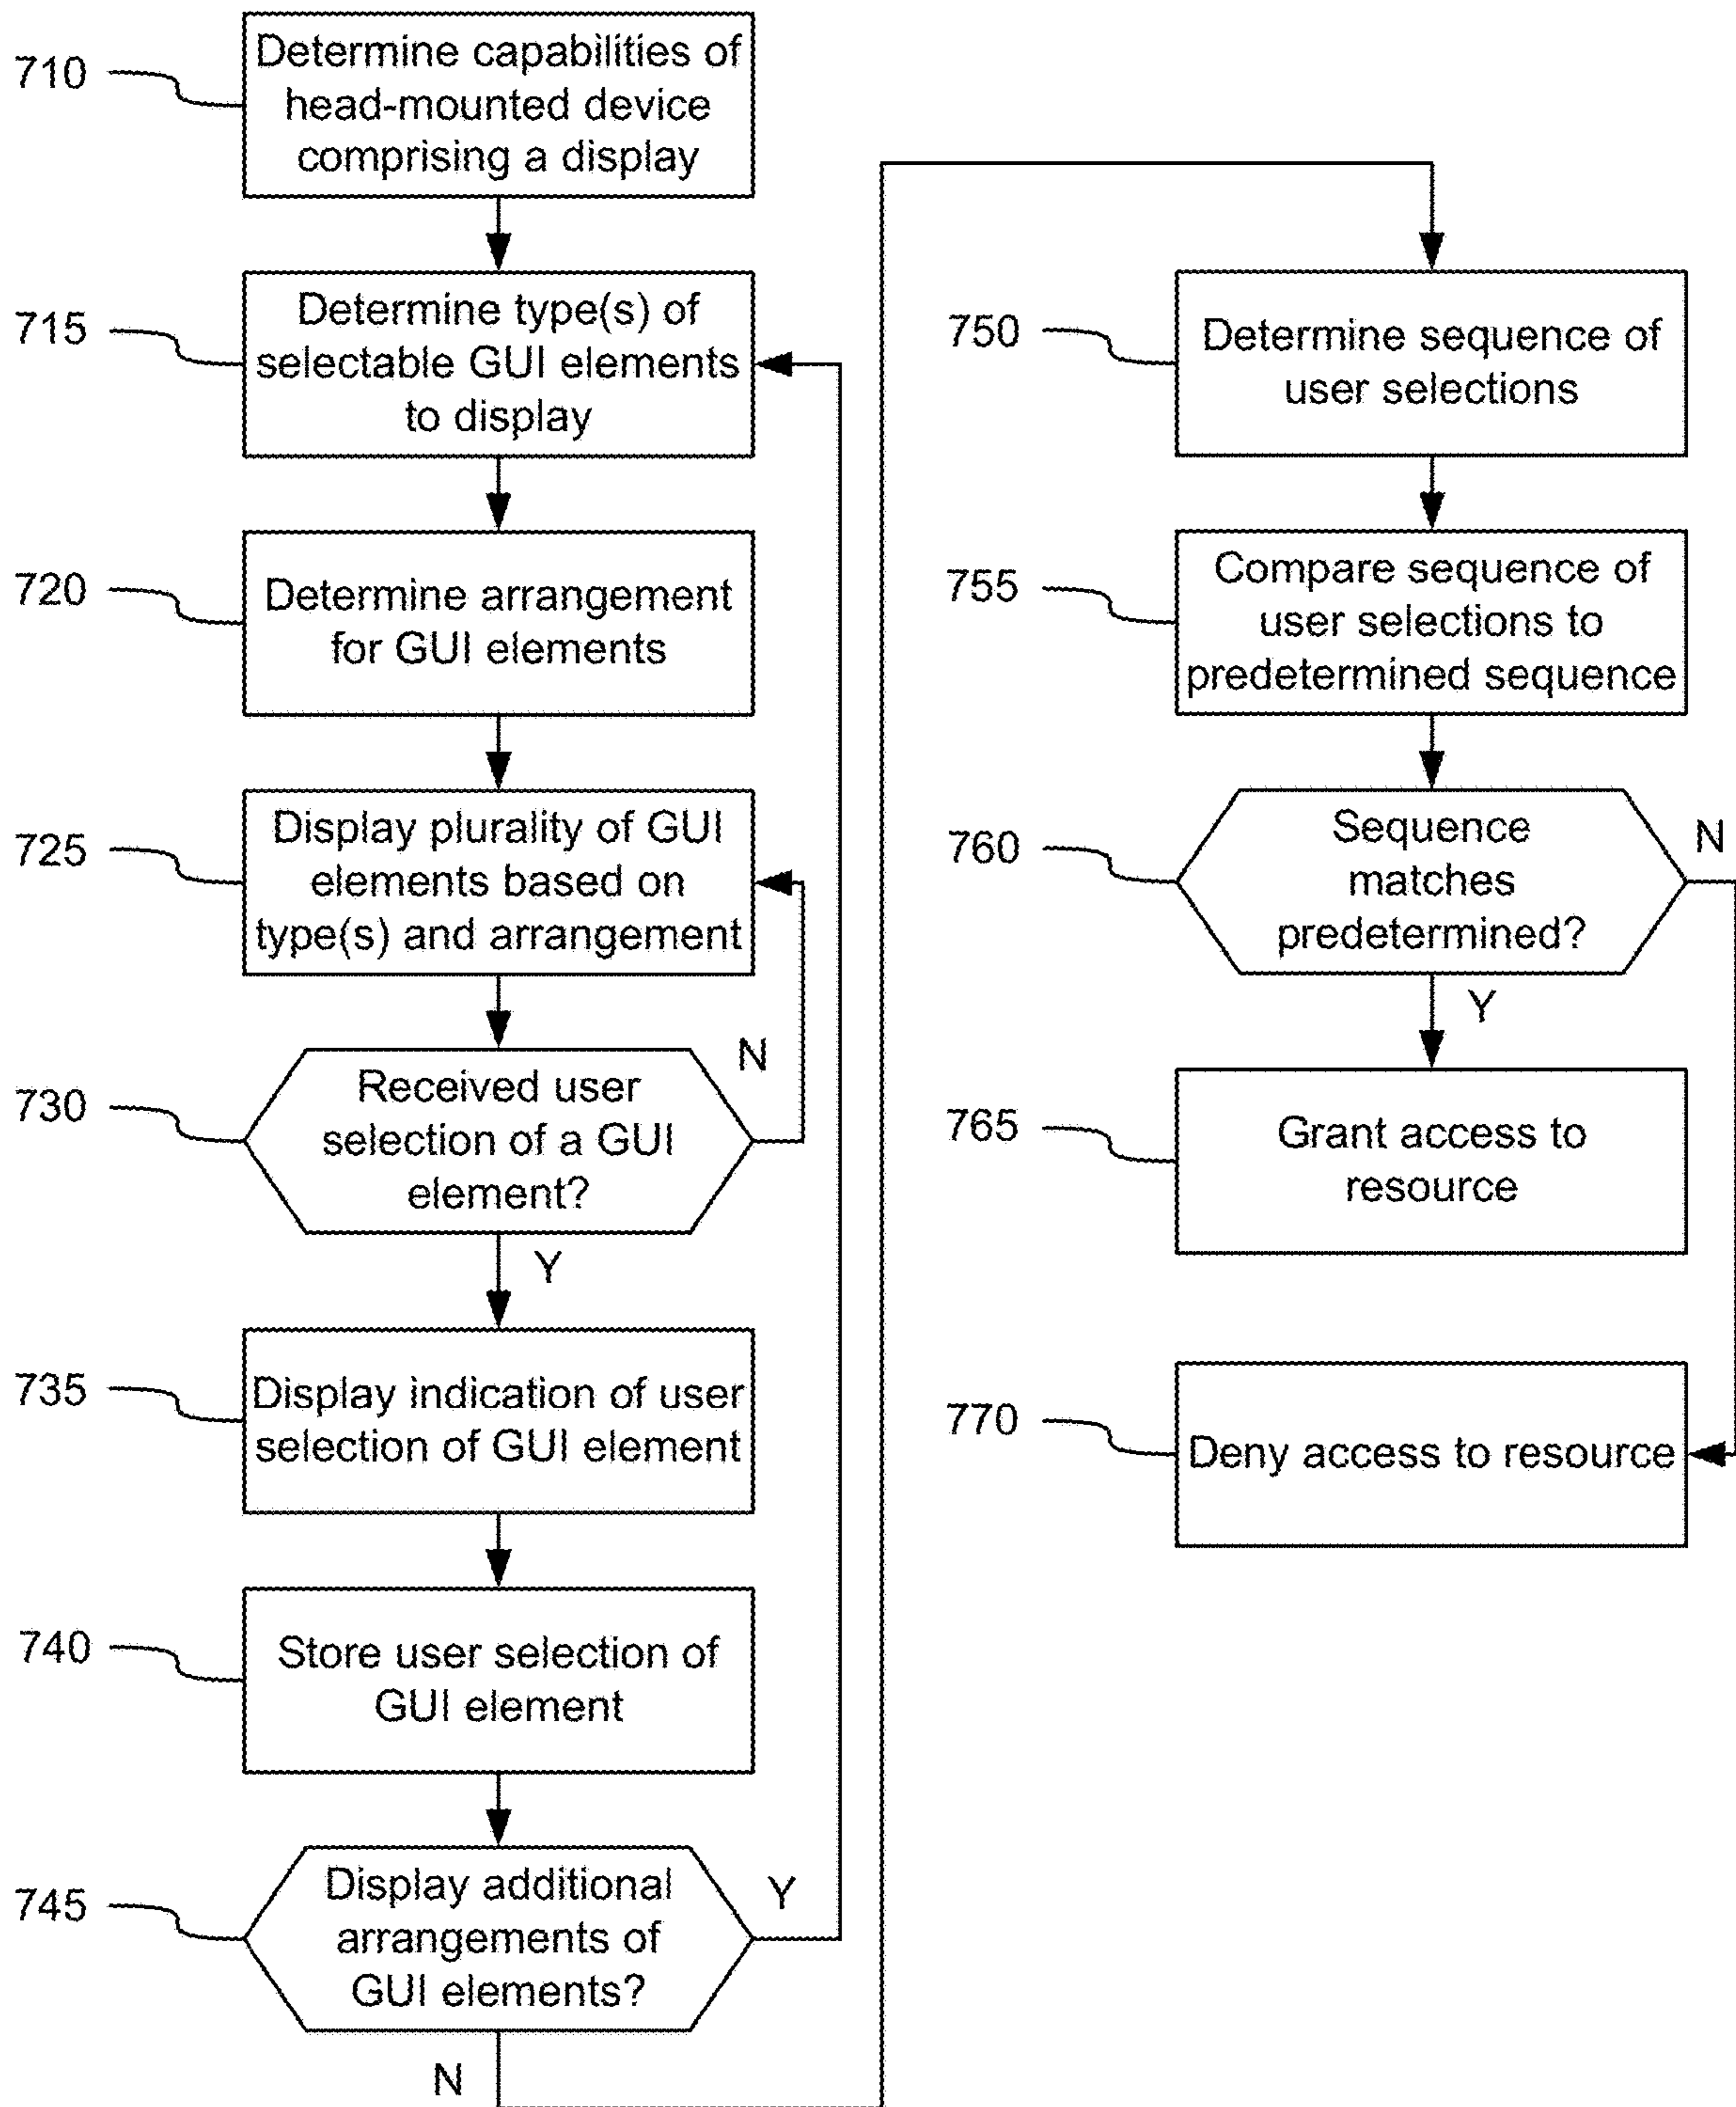 710
Determine capabilities of
head-mounted device
comprising a display
715
Determine type(s) of
selectable GUI elements
to display
720
Determine arrangement
for GUI elements
725
Display plurality of GUI
elements based on
type(s) and arrangement
730
Received user
selection of a GUI
element?
N
Y
735
Display indication of user
selection of GUI element
740
Store user selection of
GUI element
745
Display additional
arrangements of
GUI elements?
Y
N
750
Determine sequence of
user selections
755
Compare sequence of
user selections to
predetermined sequence
760
Sequence
matches
predetermined?
N
Y
765
Grant access to
resource
770
Deny access to resource